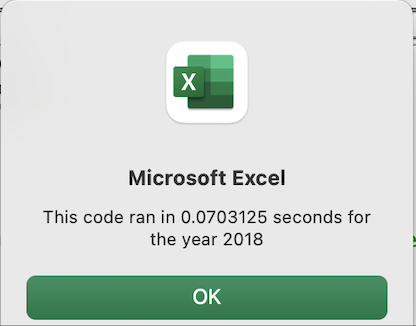 X
Microsoft Excel
This code ran in 0.0703125 seconds for
the year 2018
OK